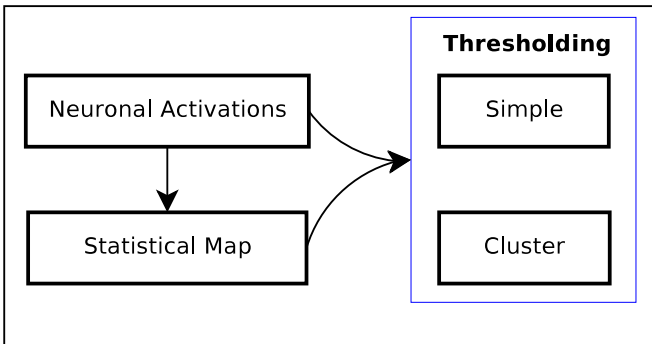 Thresholding
Neuronal Activations
Simple
Statistical Map
Cluster